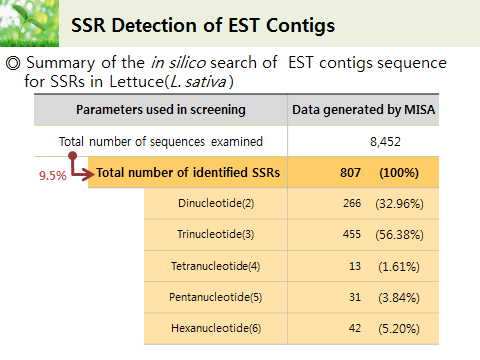 SSR Detection of EST Contigs
◎ Summary of the in silico search of EST contigs sequence
for SSRs in Lettuce(L. sativa)
Parameters used in screening Data generated by MISA
Total number of sequences examined 8,452
9.5% Total number of identified SSRs 807 (100%)
Dinucleotide(2) 266 (32.96%)
Trinucleotide(3) 455 (56.38%)
Tetranucleotide(4) 13 (1.61%)
Pentanucleotide(5) 31 (3.84%)
Hexanucleotide(6) 42 (5.20%)